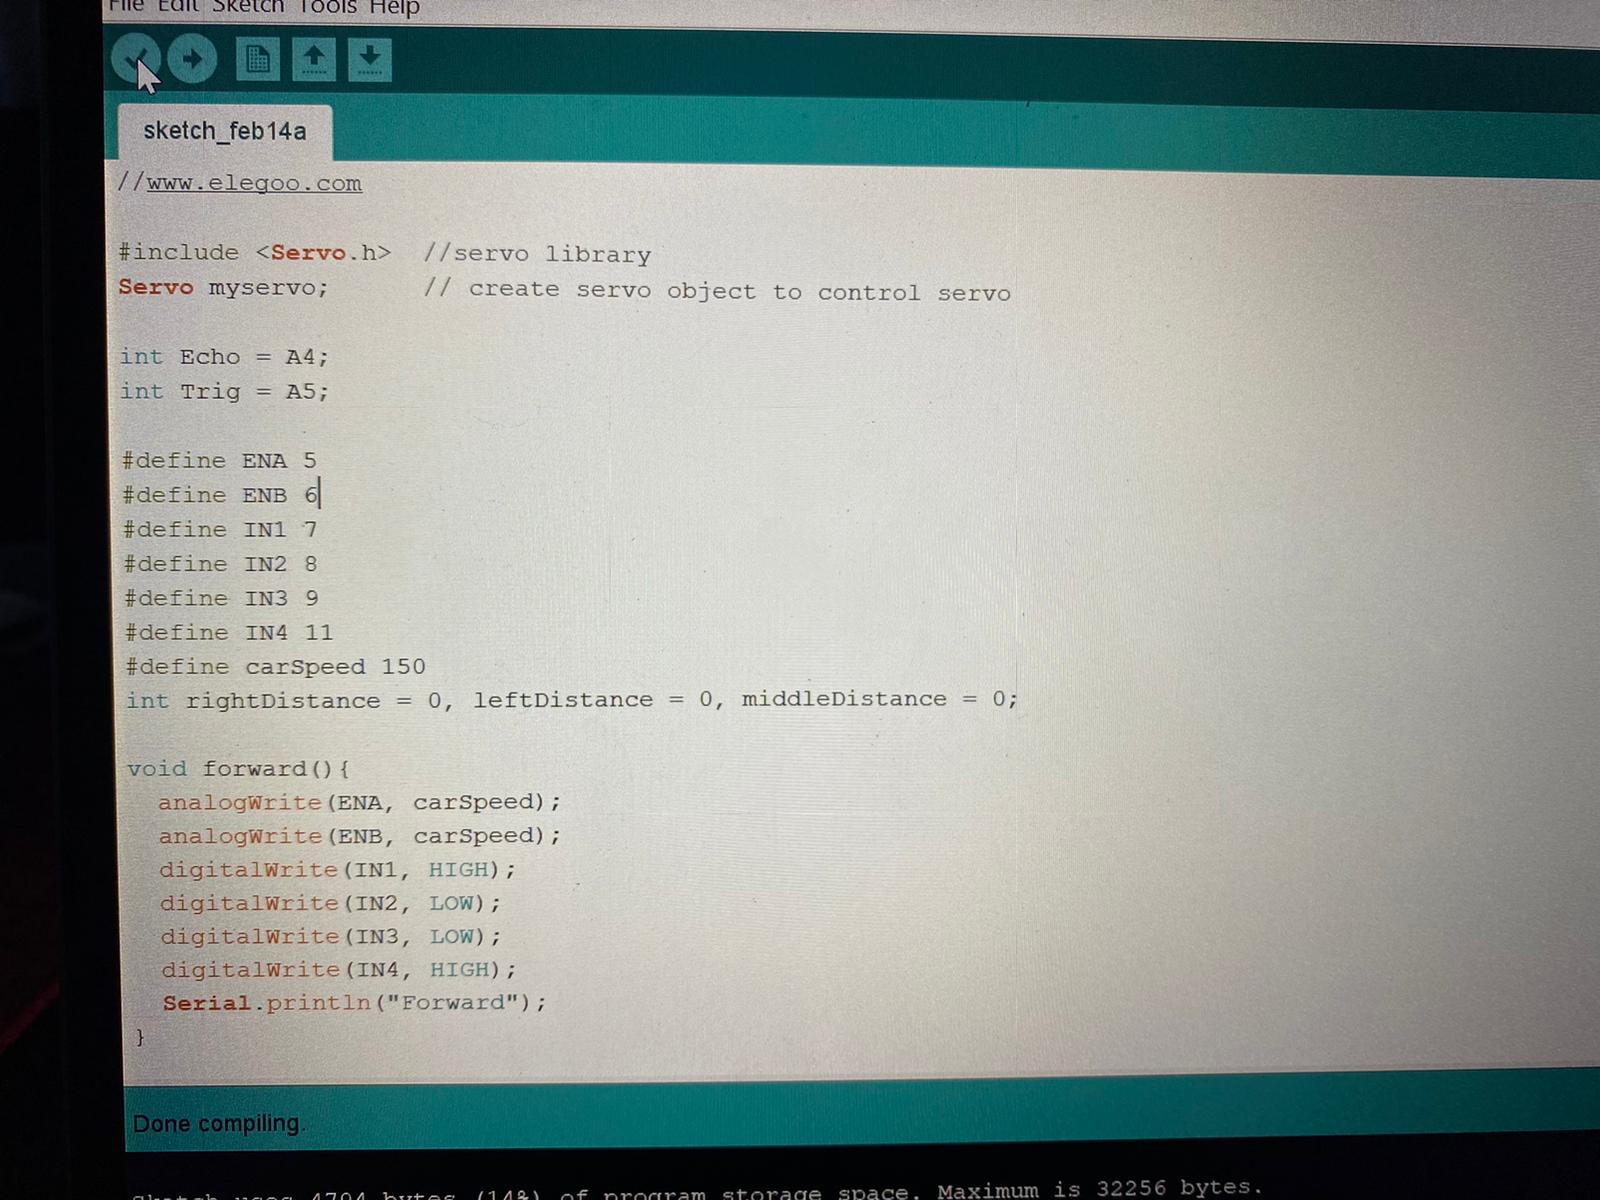 File Edit Sketch Tools Help
sketch_feb14a
//www.elegoo.com
#include <Servo.h> //servo library
Servo myservo; // create servo object to control servo
int Echo = A4;
int Trig = A5;
#define ENA 5
#define ENB 6
#define IN1 7
#define IN2 8
#define IN3 9
#define IN4 11
#define carSpeed 150
int rightDistance = 0, leftDistance = 0, middleDistance = 0;
void forward(){
analogWrite(ENA, carSpeed);
analogWrite(ENB, carSpeed);
digitalWrite(IN1, HIGH);
digitalWrite(IN2, LOW);
digitalWrite(IN3, LOW);
digitalWrite(IN4, HIGH);
Serial.println("Forward");
}
Done compiling.
Sketch uses 4704 bytes (14%) of program storage space. Maximum is 32256 bytes.